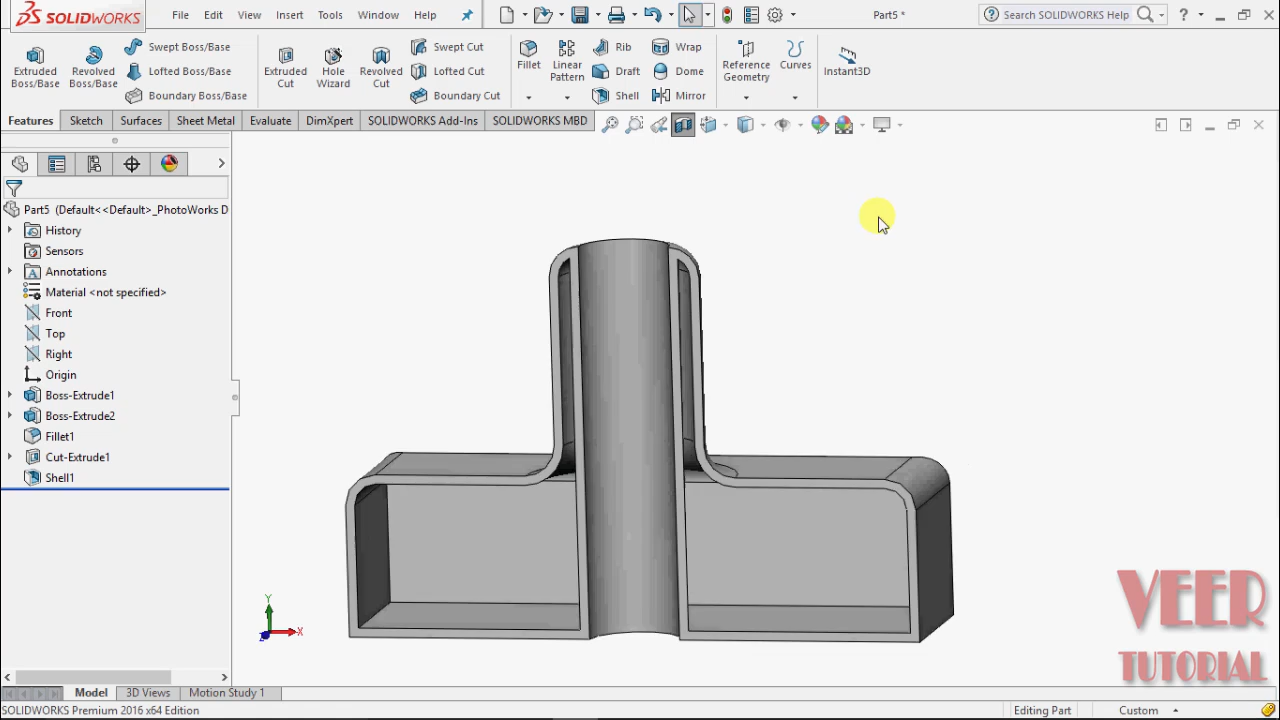 SOLIDWORKS File Edit View Insert Tools Window Help Part5 * Search SOLIDWORKS Help ?
Extruded Boss/Base
Revolved Boss/Base
Swept Boss/Base
Lofted Boss/Base
Boundary Boss/Base
Extruded Cut
Hole Wizard
Revolved Cut
Swept Cut
Lofted Cut
Boundary Cut
Fillet
Linear Pattern
Rib
Draft
Shell
Wrap
Dome
Mirror
Reference Geometry
Curves
Instant3D
Features Sketch Surfaces Sheet Metal Evaluate DimXpert SOLIDWORKS Add-Ins SOLIDWORKS MBD
Part5 (Default<<Default>_PhotoWorks D
History
Sensors
Annotations
Material <not specified>
Front
Top
Right
Origin
Boss-Extrude1
Boss-Extrude2
Fillet1
Cut-Extrude1
Shell1
Y
X
Z
VEER
TUTORIAL
Model 3D Views Motion Study 1
SOLIDWORKS Premium 2016 x64 Edition Editing Part Custom